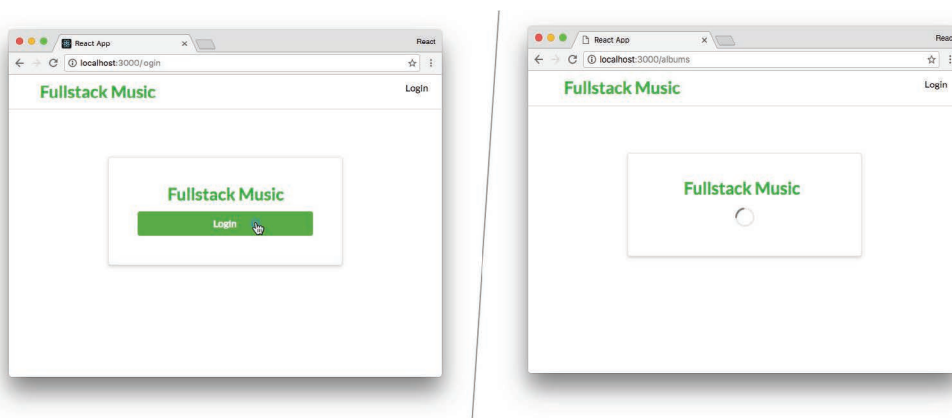 React App
React
localhost:3000/ogin
Fullstack Music
Login
Fullstack Music
Login
React App
Reac
localhost:3000/albums
Fullstack Music
Login
Fullstack Music